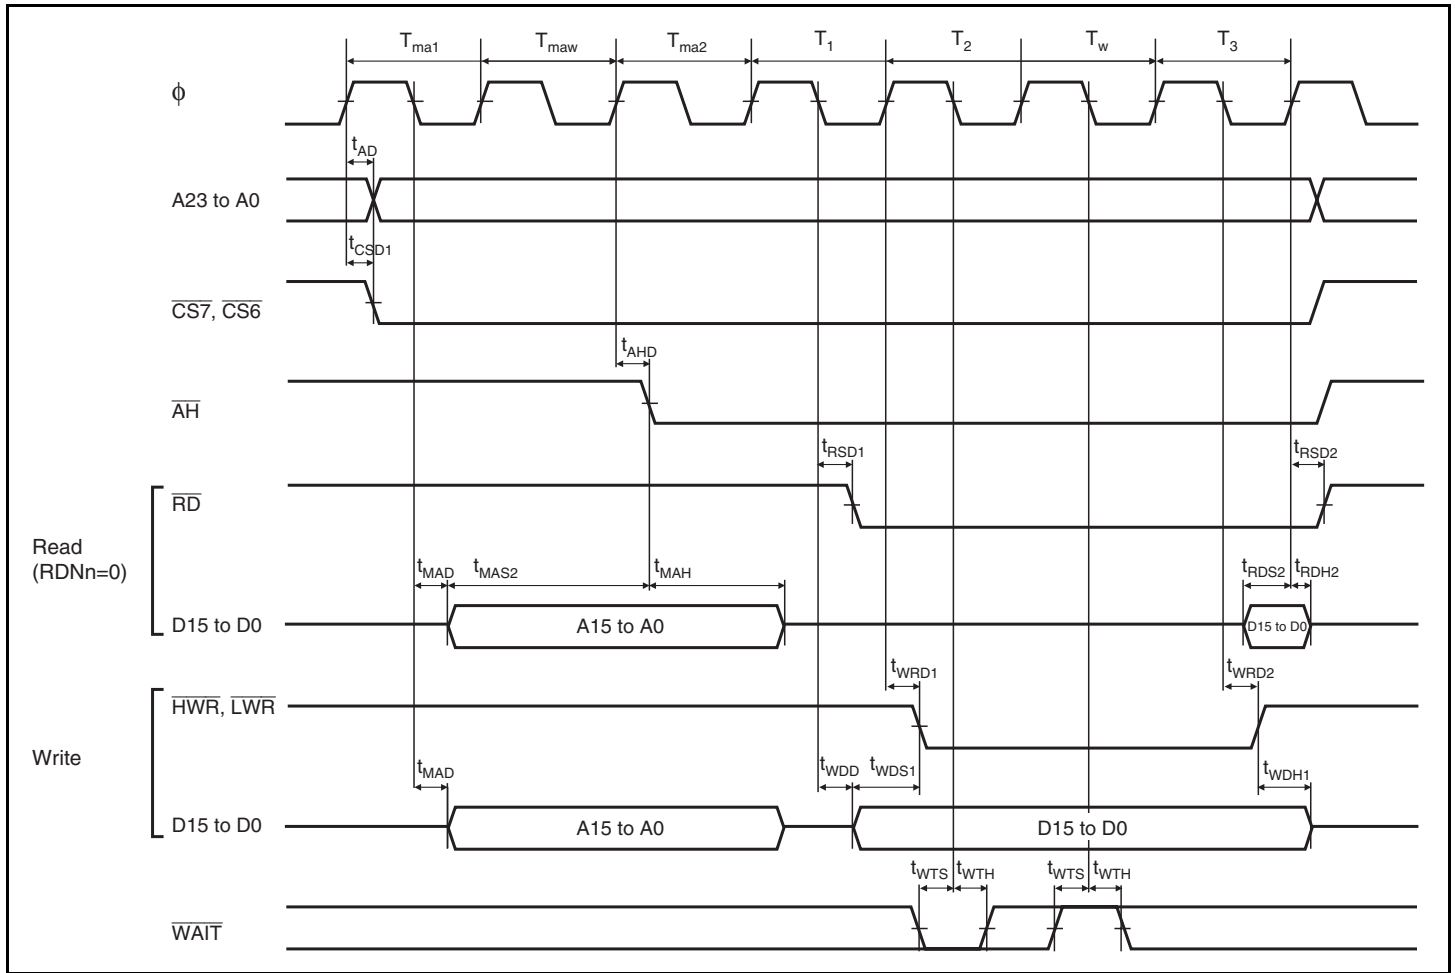 Tma1 Tmaw Tma2 T1 T2 Tw T3
ϕ
tAD
A23 to A0
tCSD1
CS7, CS6
tAHD
AH
tRSD1 tRSD2
RD
Read
(RDNn=0)
tMAD tMAS2 tMAH tRDS2 tRDH2
D15 to D0 A15 to A0 D15 to D0
tWRD1 tWRD2
HWR, LWR
Write
tMAD tWDD tWDS1 tWDH1
D15 to D0 A15 to A0 D15 to D0
tWTS tWTH tWTS tWTH
WAIT